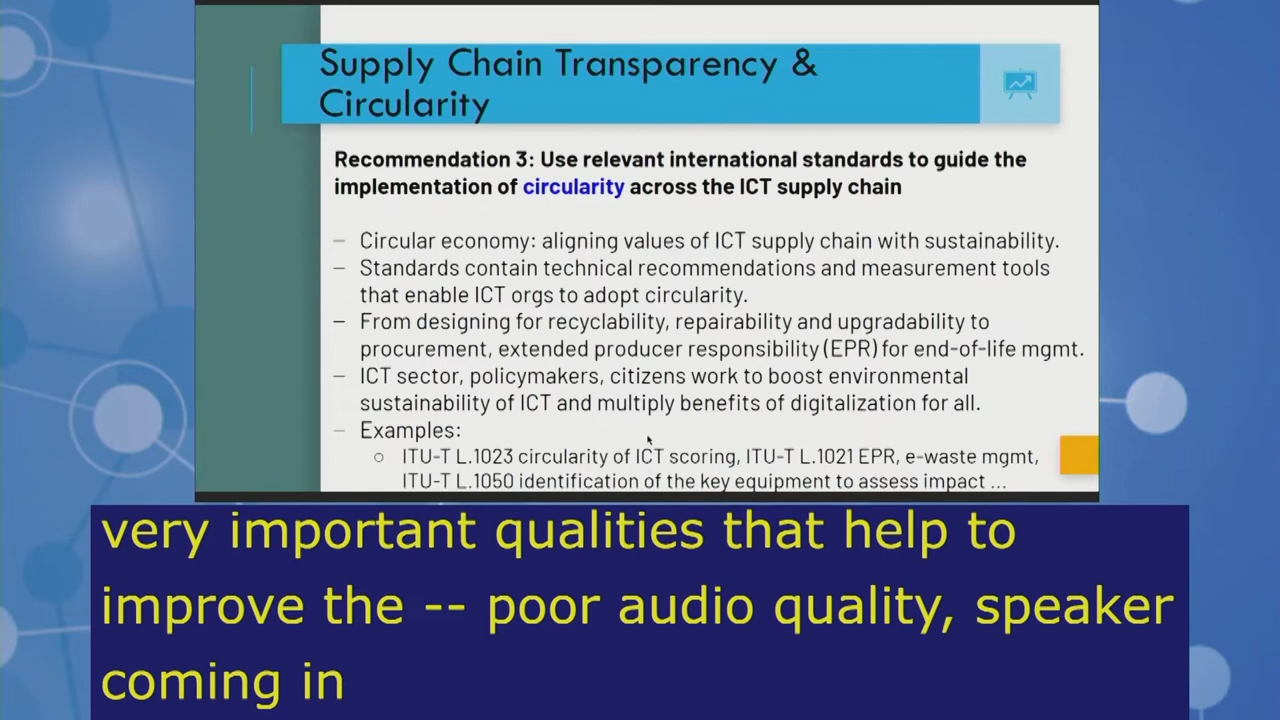 Supply Chain Transparency &
Circularity
Recommendation 3: Use relevant international standards to guide the
implementation of circularity across the ICT supply chain
– Circular economy: aligning values of ICT supply chain with sustainability.
– Standards contain technical recommendations and measurement tools
that enable ICT orgs to adopt circularity.
– From designing for recyclability, repairability and upgradability to
procurement, extended producer responsibility (EPR) for end-of-life mgmt.
– ICT sector, policymakers, citizens work to boost environmental
sustainability of ICT and multiply benefits of digitalization for all.
– Examples:
○ ITU-T L.1023 circularity of ICT scoring, ITU-T L.1021 EPR, e-waste mgmt,
ITU-T L.1050 identification of the key equipment to assess impact ...
very important qualities that help to
improve the -- poor audio quality, speaker
coming in